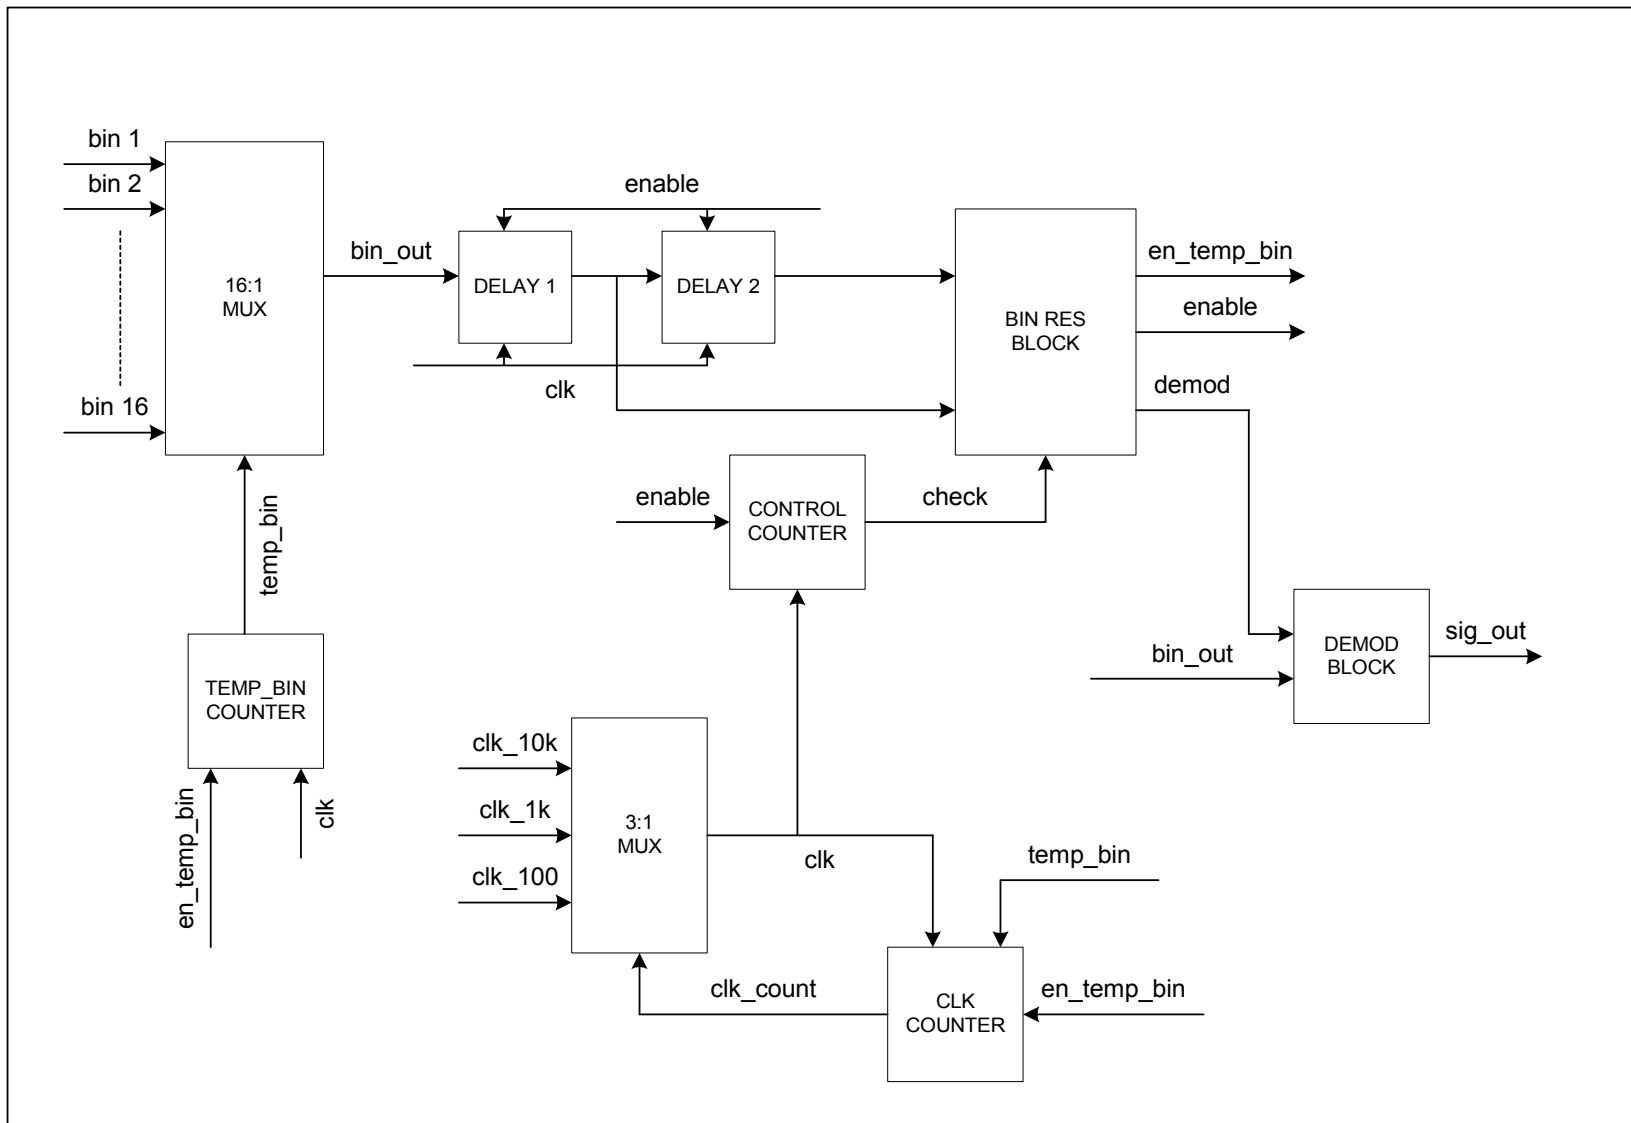 bin 1
bin 2
bin 16
16:1
MUX
bin_out
enable
DELAY 1
DELAY 2
clk
BIN RES
BLOCK
en_temp_bin
enable
demod
temp_bin
enable
CONTROL
COUNTER
check
TEMP_BIN
COUNTER
en_temp_bin
clk
clk_10k
clk_1k
clk_100
3:1
MUX
clk
temp_bin
clk_count
CLK
COUNTER
en_temp_bin
bin_out
DEMOD
BLOCK
sig_out